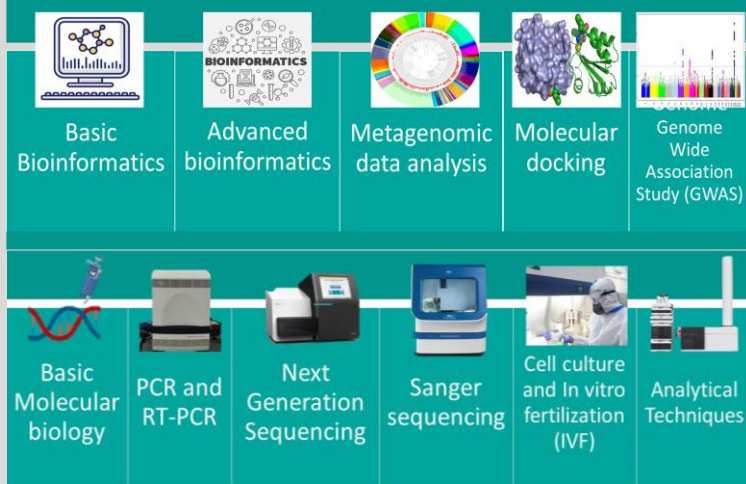 BIOINFORMATICS
Basic
Bioinformatics
Advanced
bioinformatics
Metagenomic
data analysis
Molecular
docking
Genome
Genome
Wide
Association
Study (GWAS)
Basic
Molecular
biology
PCR and
RT-PCR
Next
Generation
Sequencing
Sanger
sequencing
Cell culture
and In vitro
fertilization
(IVF)
Analytical
Techniques